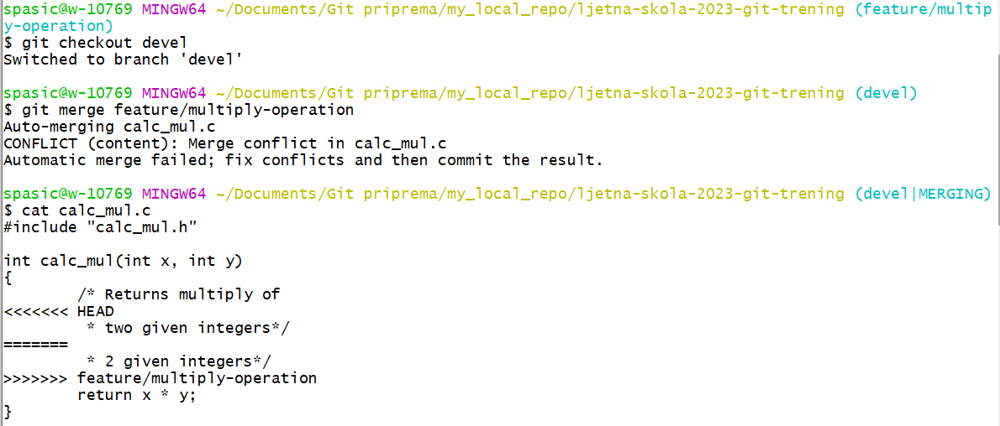 spasic@w-10769 MINGW64 ~/Documents/Git priprema/my_local_repo/ljetna-skola-2023-git-trening (feature/multip
y-operation)
$ git checkout devel
Switched to branch 'devel'

spasic@w-10769 MINGW64 ~/Documents/Git priprema/my_local_repo/ljetna-skola-2023-git-trening (devel)
$ git merge feature/multiply-operation
Auto-merging calc_mul.c
CONFLICT (content): Merge conflict in calc_mul.c
Automatic merge failed; fix conflicts and then commit the result.

spasic@w-10769 MINGW64 ~/Documents/Git priprema/my_local_repo/ljetna-skola-2023-git-trening (devel|MERGING)
$ cat calc_mul.c
#include "calc_mul.h"

int calc_mul(int x, int y)
{
        /* Returns multiply of
<<<<<<< HEAD
         * two given integers*/
=======
         * 2 given integers*/
>>>>>>> feature/multiply-operation
        return x * y;
}